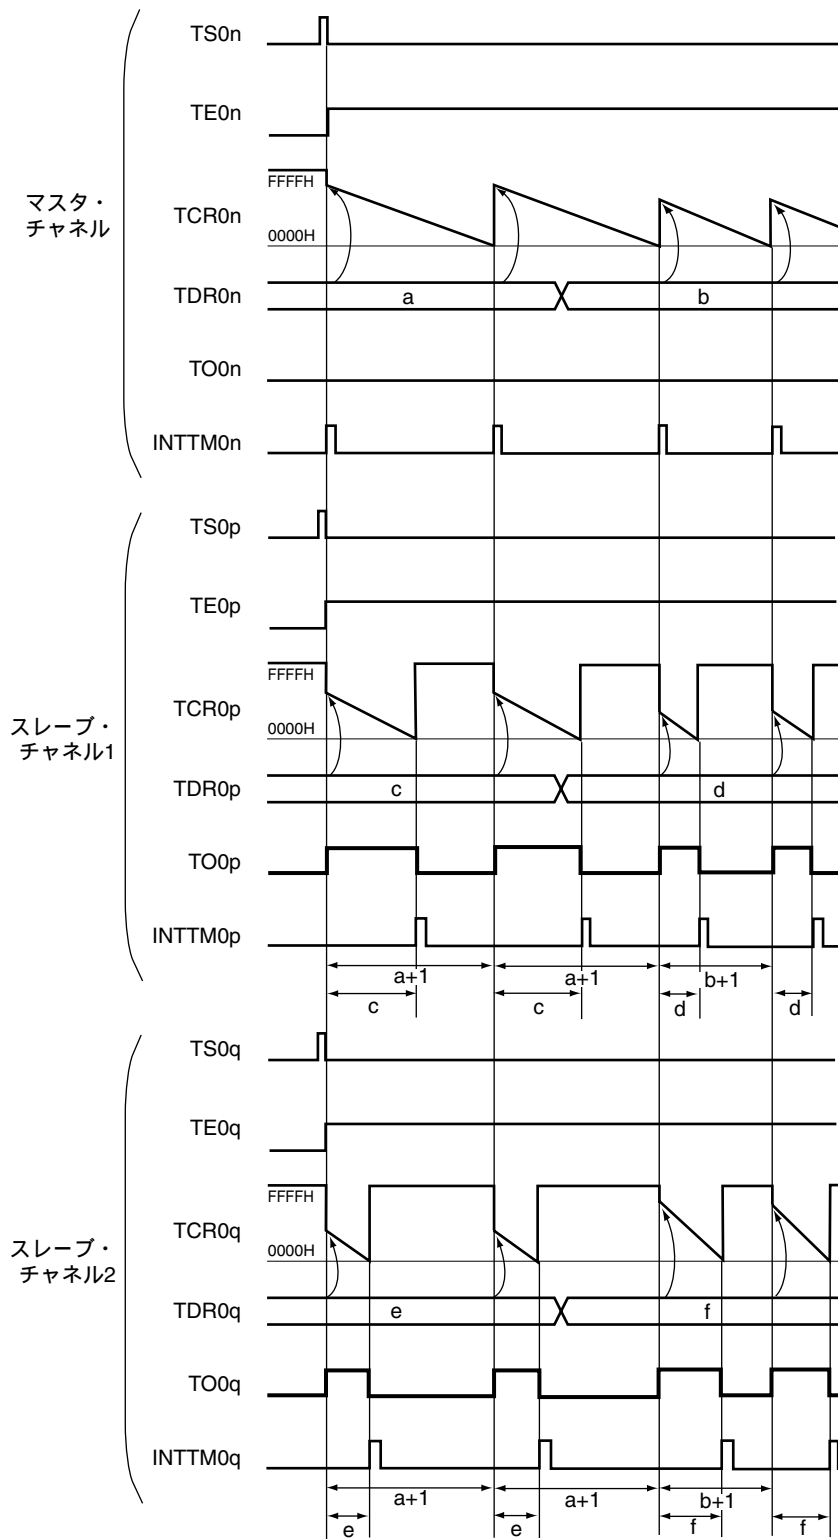 マスタ・
チャネル
TS0n
TE0n
FFFFH
TCR0n
0000H
TDR0n
a
b
TO0n
INTTM0n
スレーブ・
チャネル1
TS0p
TE0p
FFFFH
TCR0p
0000H
TDR0p
c
d
TO0p
INTTM0p
a+1
a+1
b+1
c
c
d
d
スレーブ・
チャネル2
TS0q
TE0q
FFFFH
TCR0q
0000H
TDR0q
e
f
TO0q
INTTM0q
a+1
a+1
b+1
e
e
f
f